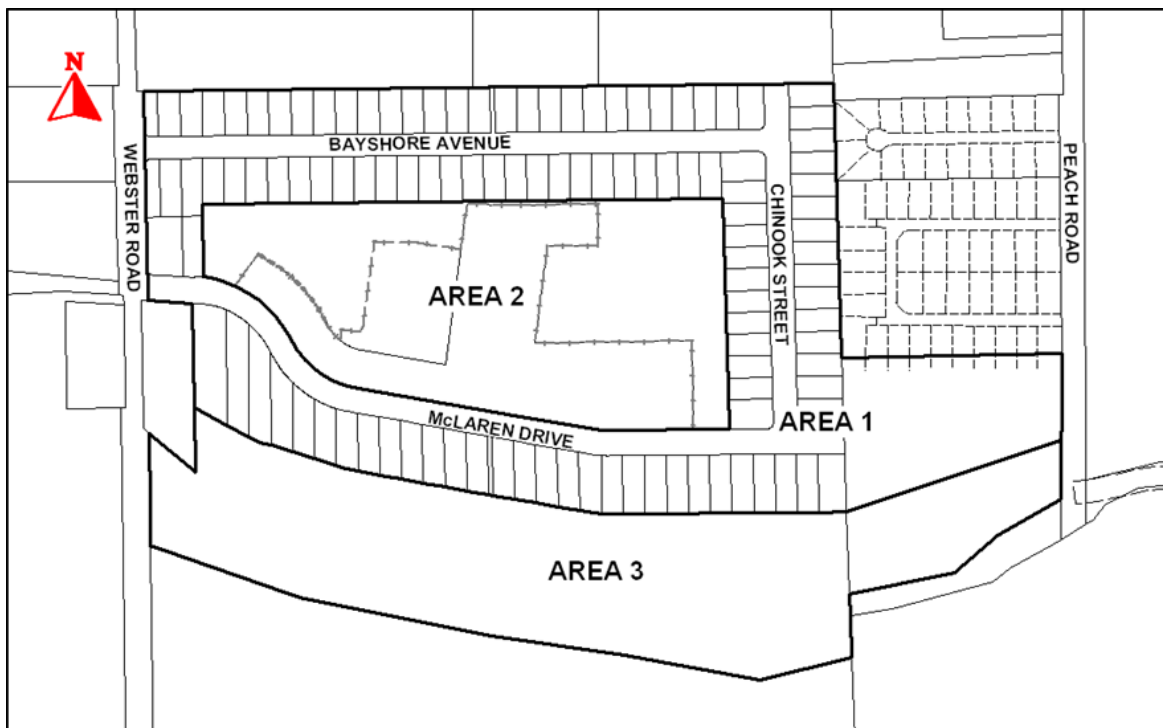 N
BAYSHORE AVENUE
WEBSTER ROAD
PEACH ROAD
CHINOOK STREET
AREA 2
McLAREN DRIVE
AREA 1
AREA 3